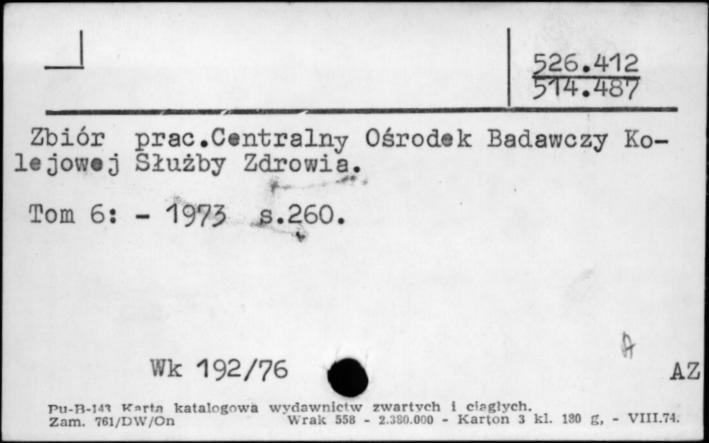 526.412
514.487
Zbiór prac.Centralny Ośrodek Badawczy Ko-
lejowej Służby Zdrowia.
Tom 6: - 1973 s.260.
A
Wk 192/76
AZ
Pu-B-143 Karta katalogowa wydawnictw zwartych i ciągłych.
Zam. 761/DW/On Wrak 558 - 2.380.000 - Karton 3 kl. 180 g, - VIII.74.